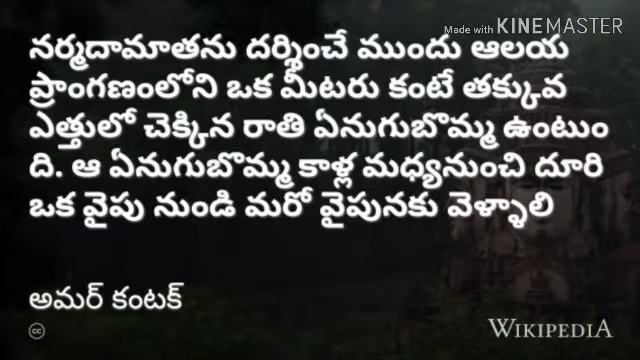 Made with KINEMASTER
నర్మదామాతను దర్శించే ముందు ఆలయ
ప్రాంగణంలోని ఒక మీటరు కంటే తక్కువ
ఎత్తులో చెక్కిన రాతి ఏనుగుబొమ్మ ఉంటుం
ది. ఆ ఏనుగుబొమ్మ కాళ్ల మధ్యనుంచి దూరి
ఒక వైపు నుండి మరో వైపునకు వెళ్ళాలి
అమర్ కంటక్
cc WIKIPEDIA